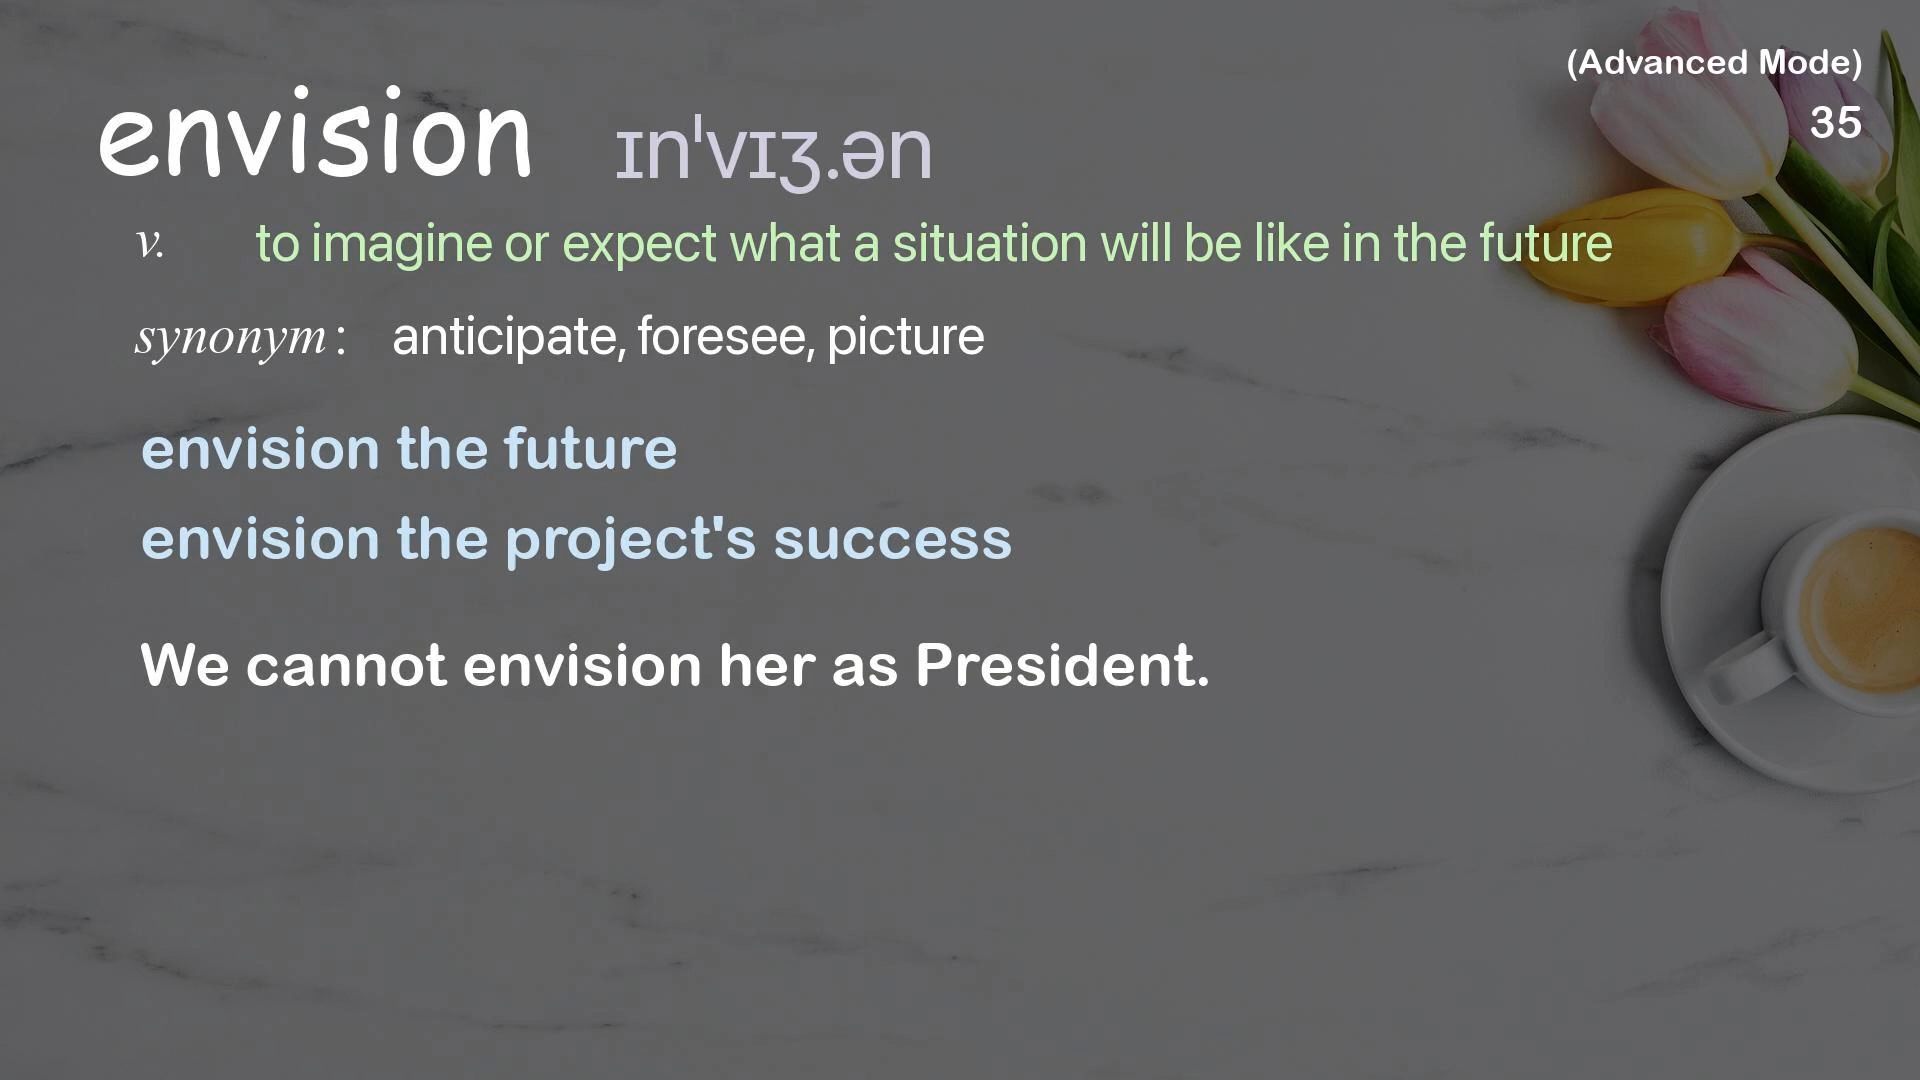 (Advanced Mode)
35
envision ɪnˈvɪʒ.ən
v. to imagine or expect what a situation will be like in the future
synonym : anticipate, foresee, picture
envision the future
envision the project's success
We cannot envision her as President.